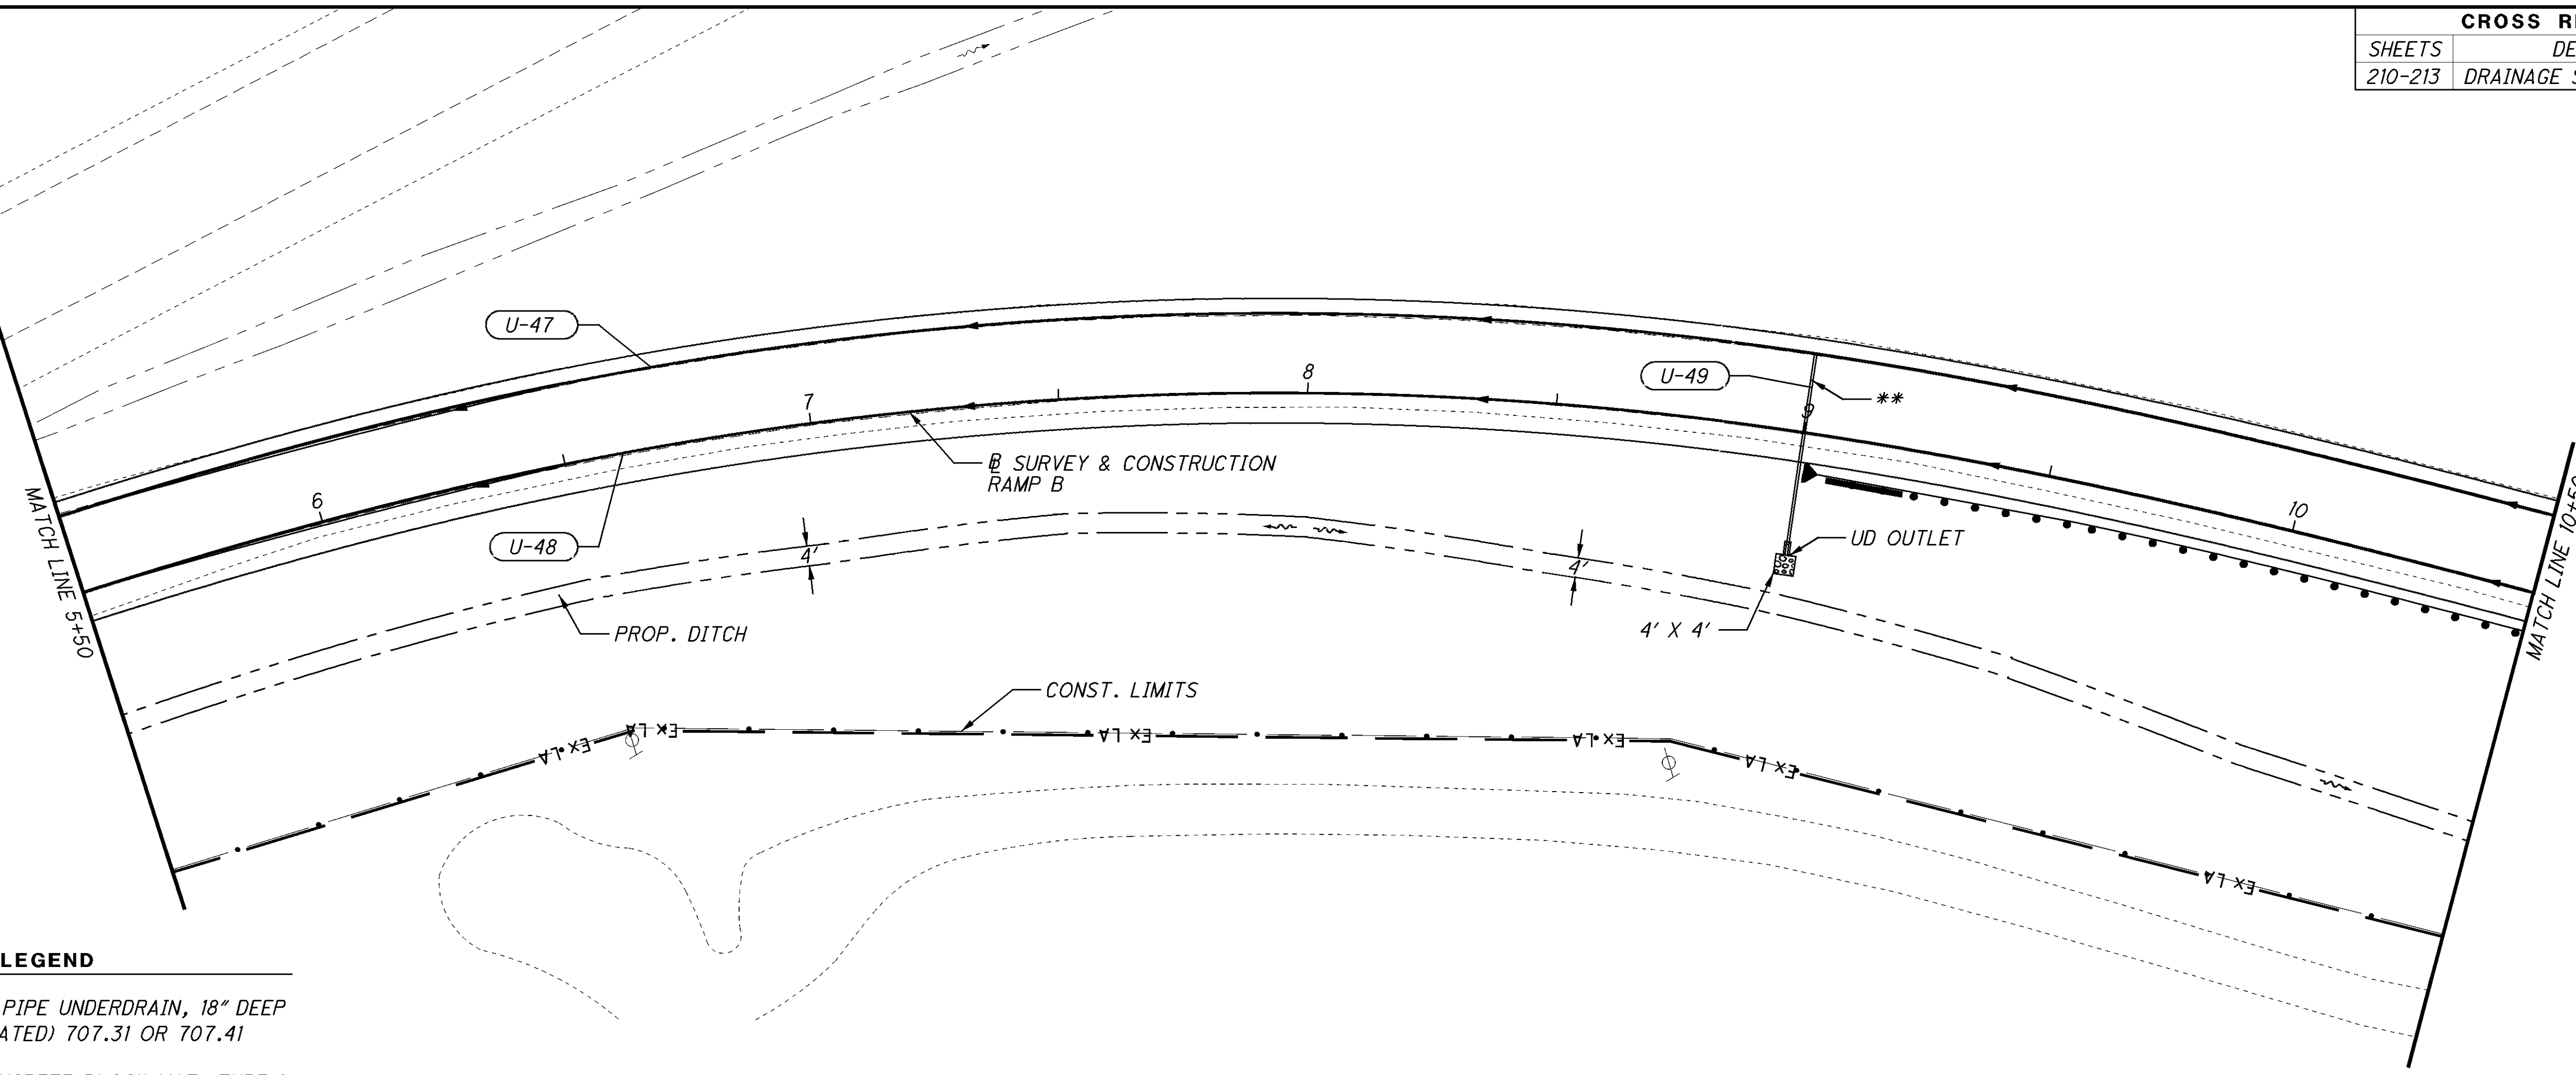 CROSS
SHEETS
210-213 DRAINAGE
U-47
8
U-49
**
7
9
B SURVEY & CONSTRUCTION
RAMP B
6
MATCH LINE 5+50
10
MATCH LINE 10+50
U-48
4'
4'
UD OUTLET
PROP. DITCH
4' X 4'
CONST. LIMITS
EX LA
EX LA
EX LA
EX LA
EX LA
EX LA
LEGEND
PIPE UNDERDRAIN, 18" DEEP
707.31 OR 707.41